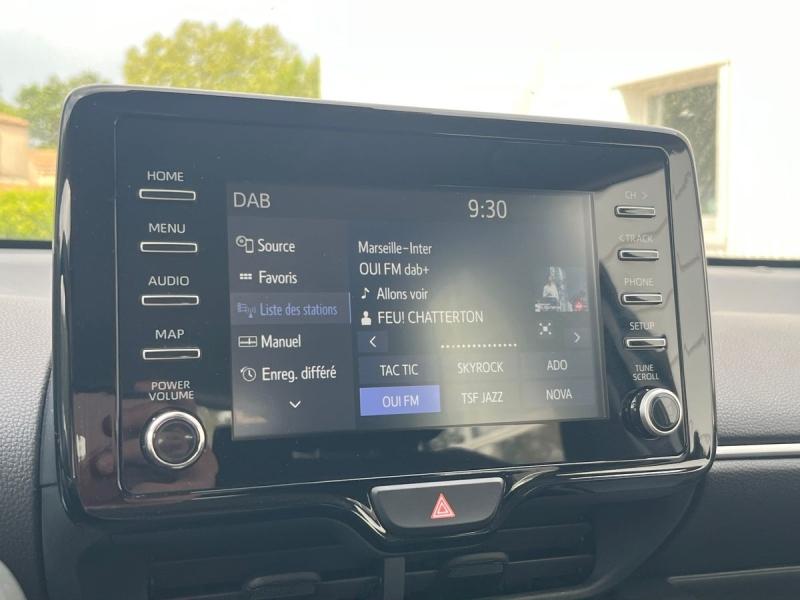 HOME
MENU
AUDIO
MAP
POWER
VOLUME
DAB
9:30
Source
Favoris
Liste des stations
Manuel
Enreg. différé
Marseille-Inter
OUI FM dab+
Allons voir
FEU! CHATTERTON
TAC TIC
SKYROCK
ADO
OUI FM
TSF JAZZ
NOVA
CH >
< TRACK
PHONE
SETUP
TUNE
SCROLL